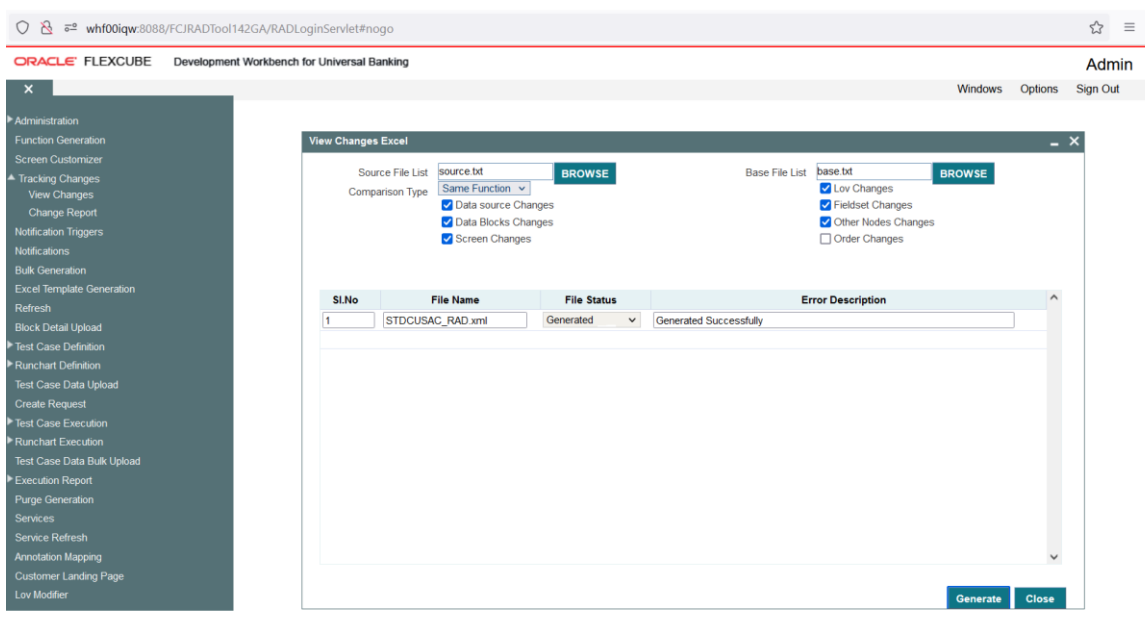 whf00iqw:8088/FCJRADTool142GA/RADLoginServlet#nogo
ORACLE FLEXCUBE Development Workbench for Universal Banking
Admin
Windows Options Sign Out
Administration
Function Generation
Screen Customizer
Tracking Changes
View Changes
Change Report
Notification Triggers
Notifications
Bulk Generation
Excel Template Generation
Refresh
Block Detail Upload
Test Case Definition
Runchart Definition
Test Case Data Upload
Create Request
Test Case Execution
Runchart Execution
Test Case Data Bulk Upload
Execution Report
Purge Generation
Services
Service Refresh
Annotation Mapping
Customer Landing Page
Lov Modifier
View Changes Excel
Source File List source.txt BROWSE Base File List base.txt BROWSE
Comparison Type Same Function Lov Changes
Data source Changes Fieldset Changes
Data Blocks Changes Other Nodes Changes
Screen Changes Order Changes
Sl.No File Name File Status Error Description
1 STDCUSAC_RAD.xml Generated Generated Successfully
Generate Close